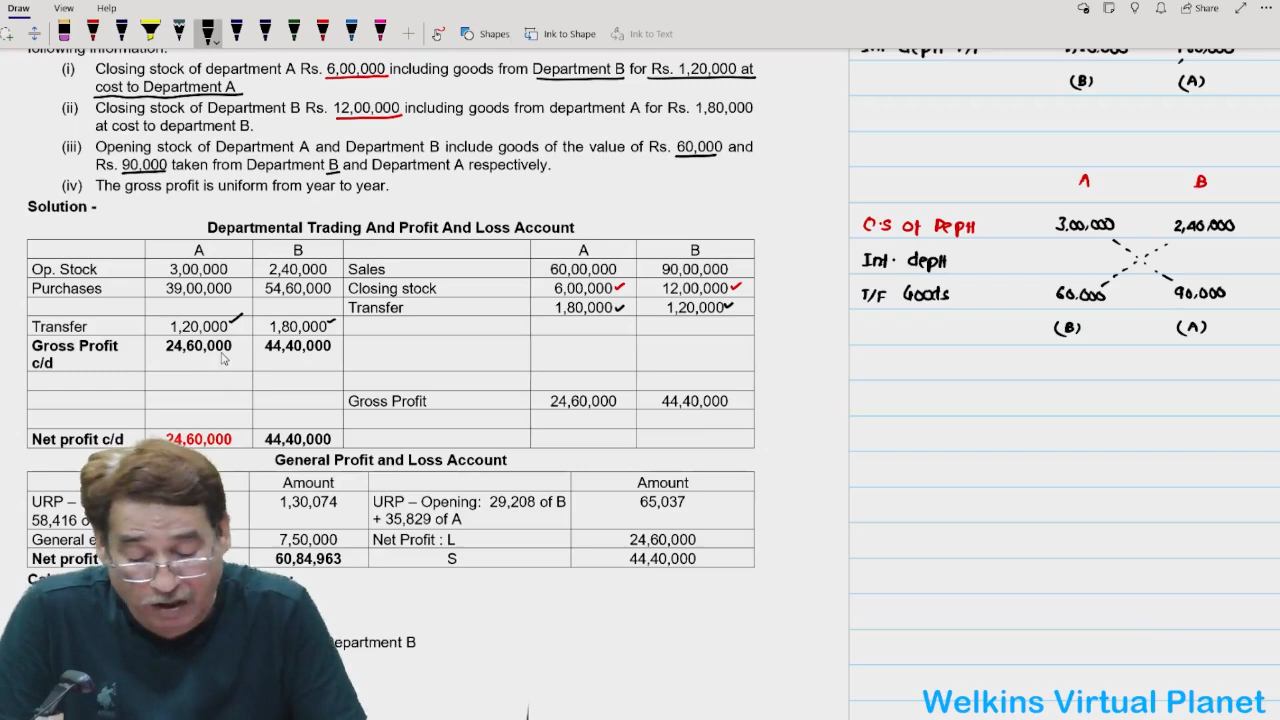 Draw View Help
Shapes Ink to Shape Ink to Text Share
following information:
(i) Closing stock of department A Rs. 6,00,000 including goods from Department B for Rs. 1,20,000 at
cost to Department A
(ii) Closing stock of Department B Rs. 12,00,000 including goods from department A for Rs. 1,80,000
at cost to department B.
(iii) Opening stock of Department A and Department B include goods of the value of Rs. 60,000 and
Rs. 90,000 taken from Department B and Department A respectively.
(iv) The gross profit is uniform from year to year.
Solution -
Departmental Trading And Profit And Loss Account
A B A B
Op. Stock 3,00,000 2,40,000 Sales 60,00,000 90,00,000
Purchases 39,00,000 54,60,000 Closing stock 6,00,000 12,00,000
Transfer 1,80,000 1,20,000
Transfer 1,20,000 1,80,000
Gross Profit 24,60,000 44,40,000
c/d
Gross Profit 24,60,000 44,40,000
Net profit c/d 24,60,000 44,40,000
General Profit and Loss Account
Amount Amount
URP – 1,30,074 URP – Opening: 29,208 of B 65,037
58,416 + 35,829 of A
General 7,50,000 Net Profit : L 24,60,000
Net profit 60,84,963 S 44,40,000
Department B
(B) (A)
A B
O.S of Deptt 3,00,000 2,40,000
Int. deptt
T/F Goods 60,000 90,000
(B) (A)
Welkins Virtual Planet